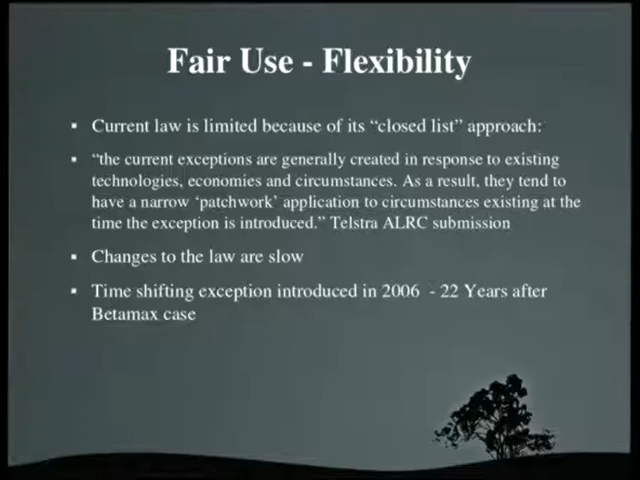 Fair Use - Flexibility
▪ Current law is limited because of its “closed list” approach:
▪ “the current exceptions are generally created in response to existing
technologies, economies and circumstances. As a result, they tend to
have a narrow ‘patchwork’ application to circumstances existing at the
time the exception is introduced.” Telstra ALRC submission
▪ Changes to the law are slow
▪ Time shifting exception introduced in 2006 - 22 Years after
Betamax case